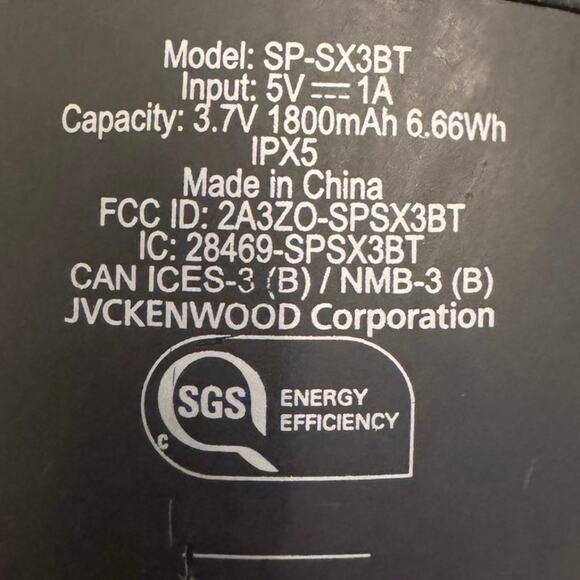 Model: SP-SX3BT
Input: 5V ⎓ 1A
Capacity: 3.7V 1800mAh 6.66Wh
IPX5
Made in China
FCC ID: 2A3ZO-SPSX3BT
IC: 28469-SPSX3BT
CAN ICES-3 (B) / NMB-3 (B)
JVCKENWOOD Corporation
SGS
ENERGY
EFFICIENCY
C